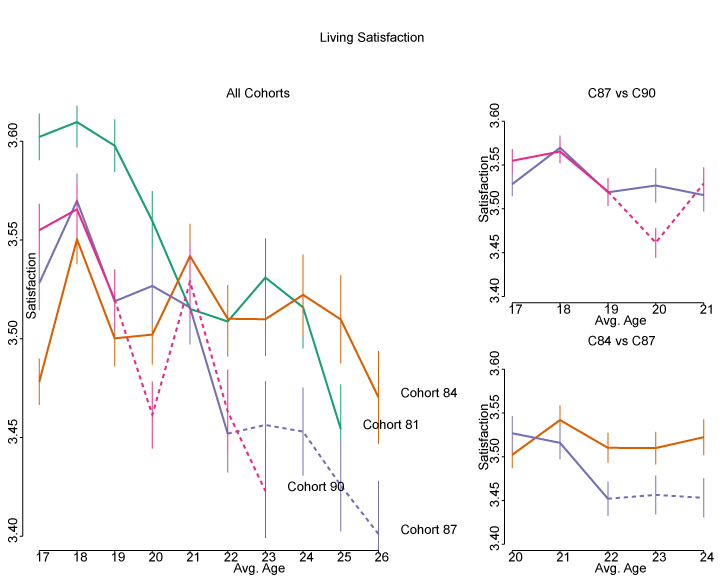 Living Satisfaction
All Cohorts
Satisfaction
3.60
3.55
3.50
3.45
3.40
17 18 19 20 21 22 23 24 25 26
Avg. Age
Cohort 84
Cohort 81
Cohort 90
Cohort 87
C87 vs C90
Satisfaction
3.60
3.55
3.50
3.45
3.40
17 18 19 20 21
Avg. Age
C84 vs C87
Satisfaction
3.60
3.55
3.50
3.45
3.40
20 21 22 23 24
Avg. Age